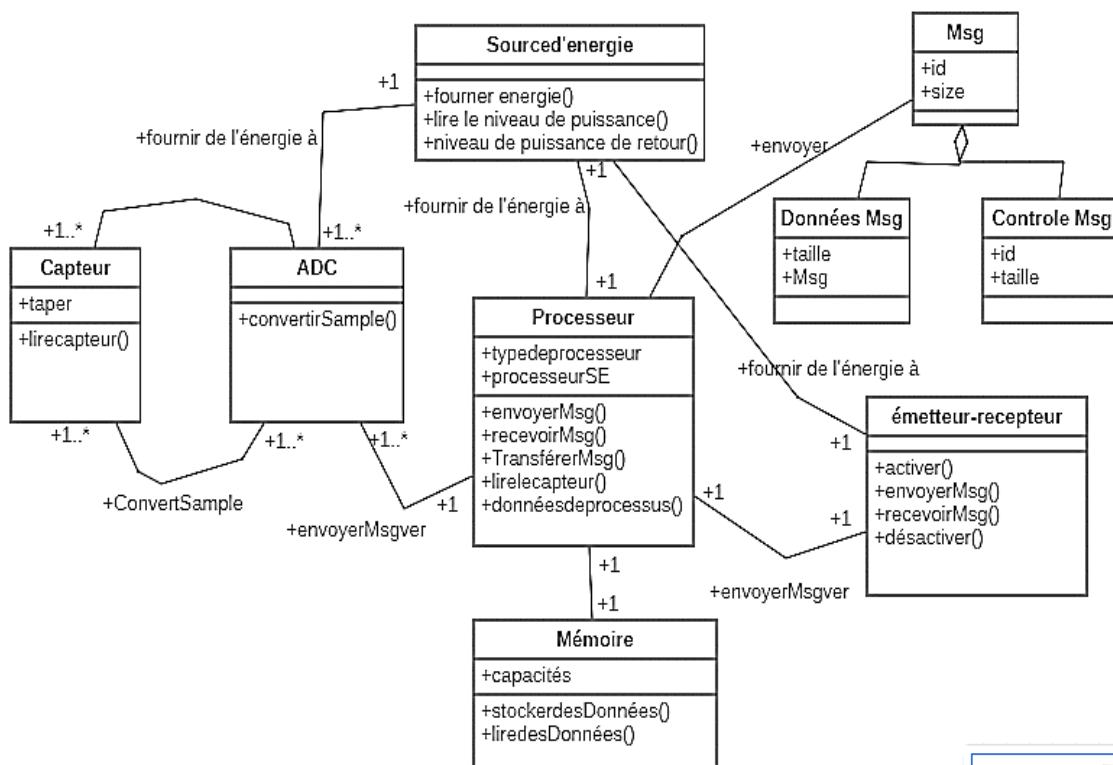 Sourced'energie
+fourner energie()
+lire le niveau de puissance()
+niveau de puissance de retour()
Msg
+id
+size
+1
+fournir de l'énergie à
+1..*
+1..*
+envoyer
+1
+fournir de l'énergie à
+1
Données Msg
+taille
+Msg
Controle Msg
+id
+taille
Capteur
+taper
+lirecapteur()
ADC
+convertirSample()
Processeur
+typedeprocesseur
+processeurSE
+envoyerMsg()
+recevoirMsg()
+TransférerMsg()
+lirelecapteur()
+donnéesdeprocessus()
+fournir de l'énergie à
+1
émetteur-recepteur
+activer()
+envoyerMsg()
+recevoirMsg()
+désactiver()
+1..*
+1..*
+ConvertSample
+1..*
+1
+envoyerMsgver
+1
+1
+envoyerMsgver
+1
+1
Mémoire
+capacités
+stockerdesDonnées()
+liredesDonnées()